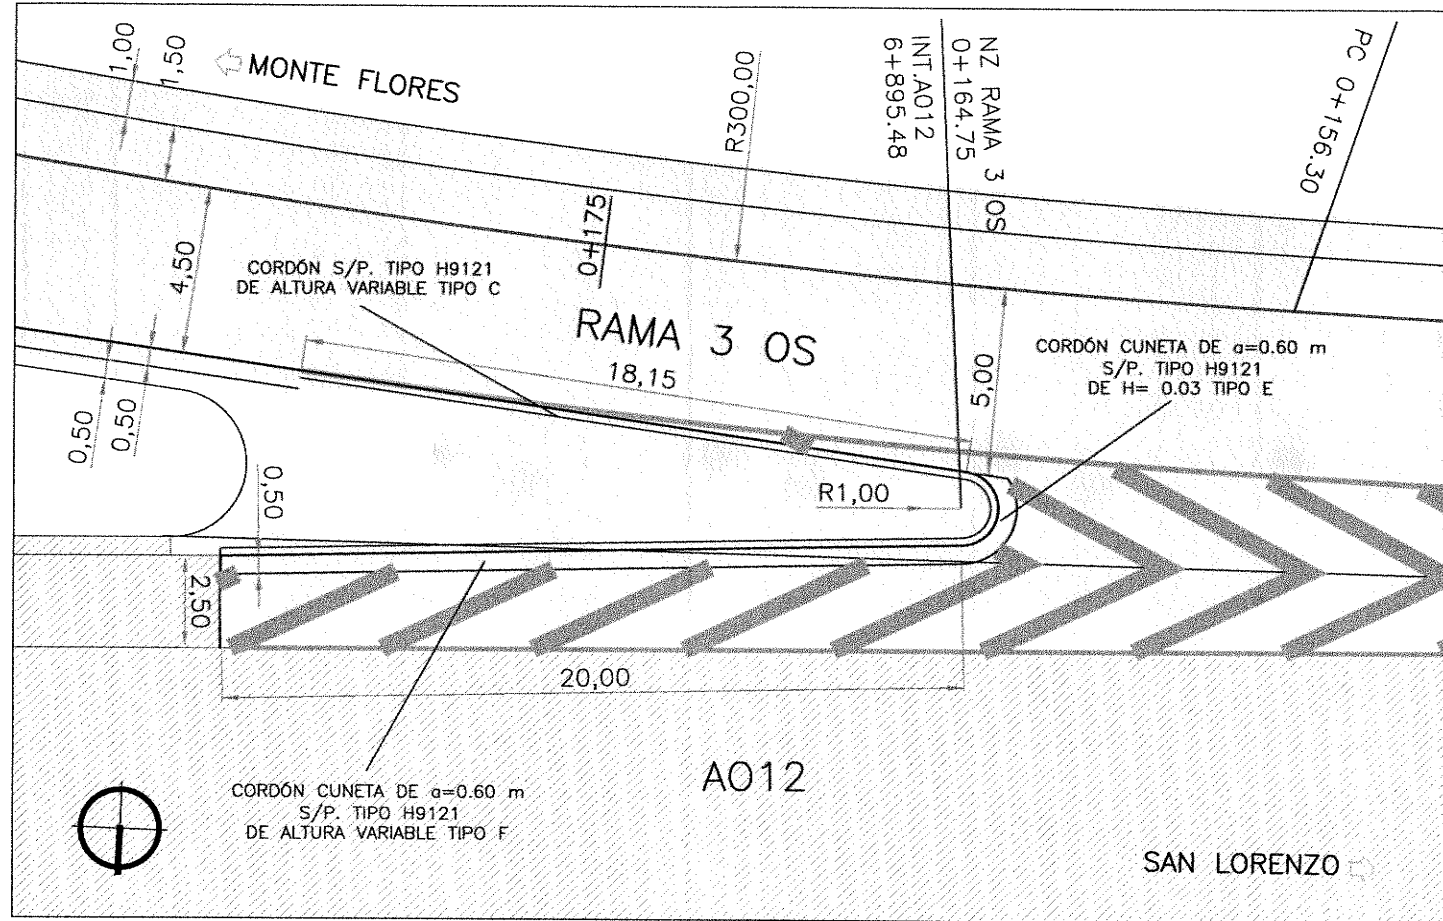 1,00
1,50
MONTE FLORES
R300,00
NZ RAMA 3 OS
0+164.75
INT.A012
6+895.48
PC 0+156.30
4,50
CORDÓN S/P. TIPO H9121
DE ALTURA VARIABLE TIPO C
0+175
RAMA 3 OS
18,15
5,00
CORDÓN CUNETA DE a=0.60 m
S/P. TIPO H9121
DE H= 0.03 TIPO E
0,50
0,50
0,50
R1,00
2,50
20,00
AO12
CORDÓN CUNETA DE a=0.60 m
S/P. TIPO H9121
DE ALTURA VARIABLE TIPO F
SAN LORENZO